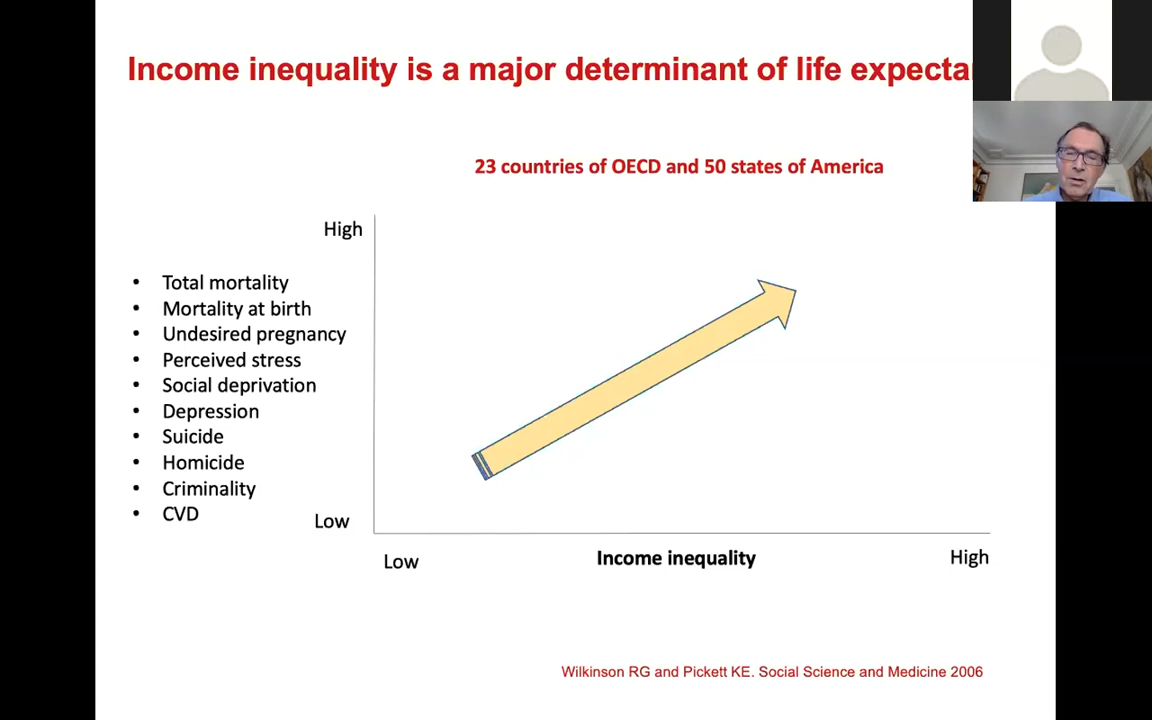 Income inequality is a major determinant of life
23 countries of OECD and 50 states of America
High
• Total mortality
• Mortality at birth
• Undesired pregnancy
• Perceived stress
• Social deprivation
• Depression
• Suicide
• Homicide
• Criminality
• CVD
Low
Low Income inequality High
Wilkinson RG and Pickett KE. Social Science and Medicine 2006